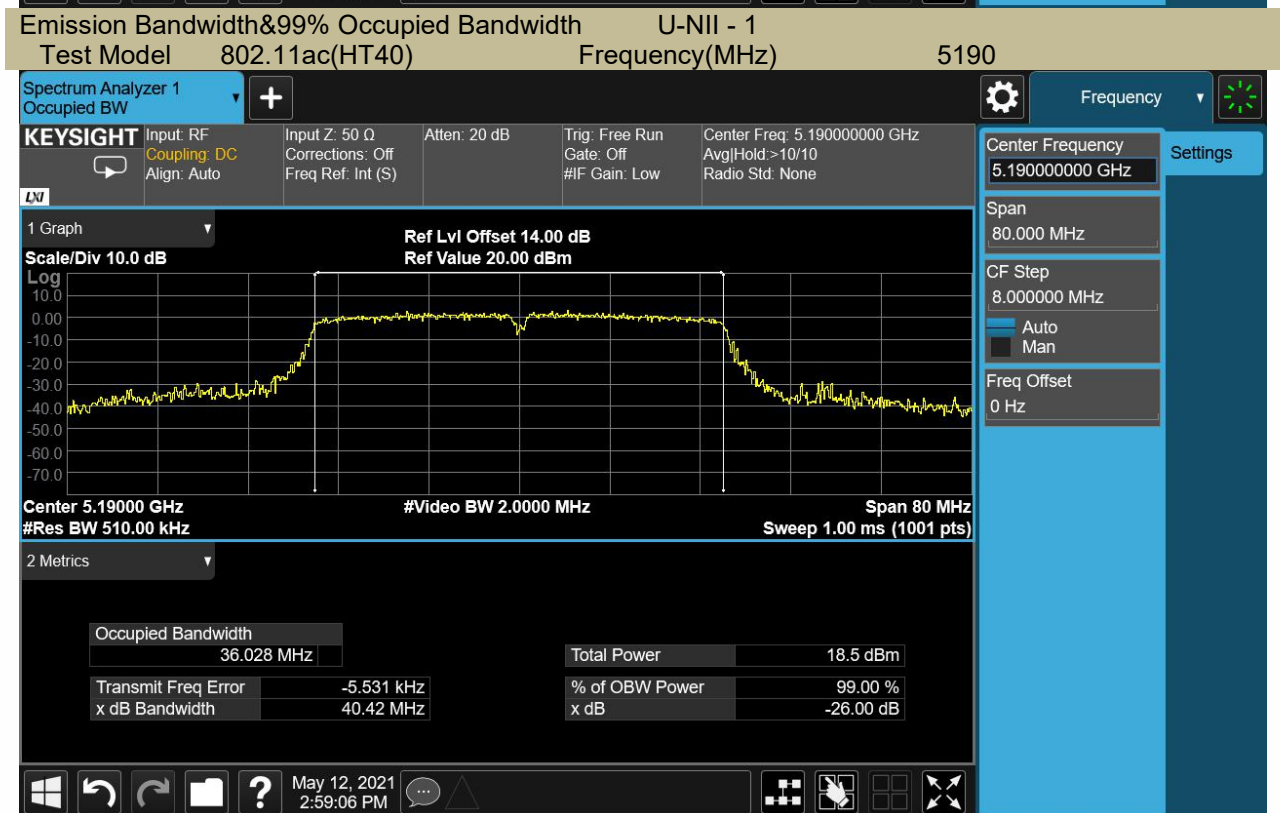 Emission Bandwidth&99% Occupied Bandwidth U-NII - 1
Test Model 802.11ac(HT40) Frequency(MHz) 5190
Spectrum Analyzer 1
Occupied BW
+
Frequency
KEYSIGHT
LXI
Input: RF
Coupling: DC
Align: Auto
Input Z: 50 Ω
Corrections: Off
Freq Ref: Int (S)
Atten: 20 dB
Trig: Free Run
Gate: Off
#IF Gain: Low
Center Freq: 5.190000000 GHz
Avg|Hold:>10/10
Radio Std: None
Center Frequency
5.190000000 GHz
Settings
Span
80.000 MHz
CF Step
8.000000 MHz
Auto
Man
Freq Offset
0 Hz
1 Graph
Scale/Div 10.0 dB
Ref Lvl Offset 14.00 dB
Ref Value 20.00 dBm
Log
10.0
0.00
-10.0
-20.0
-30.0
-40.0
-50.0
-60.0
-70.0
Center 5.19000 GHz
#Res BW 510.00 kHz
#Video BW 2.0000 MHz
Span 80 MHz
Sweep 1.00 ms (1001 pts)
2 Metrics
Occupied Bandwidth
36.028 MHz
Total Power 18.5 dBm
Transmit Freq Error -5.531 kHz
% of OBW Power 99.00 %
x dB Bandwidth 40.42 MHz
x dB -26.00 dB
?
May 12, 2021
2:59:06 PM